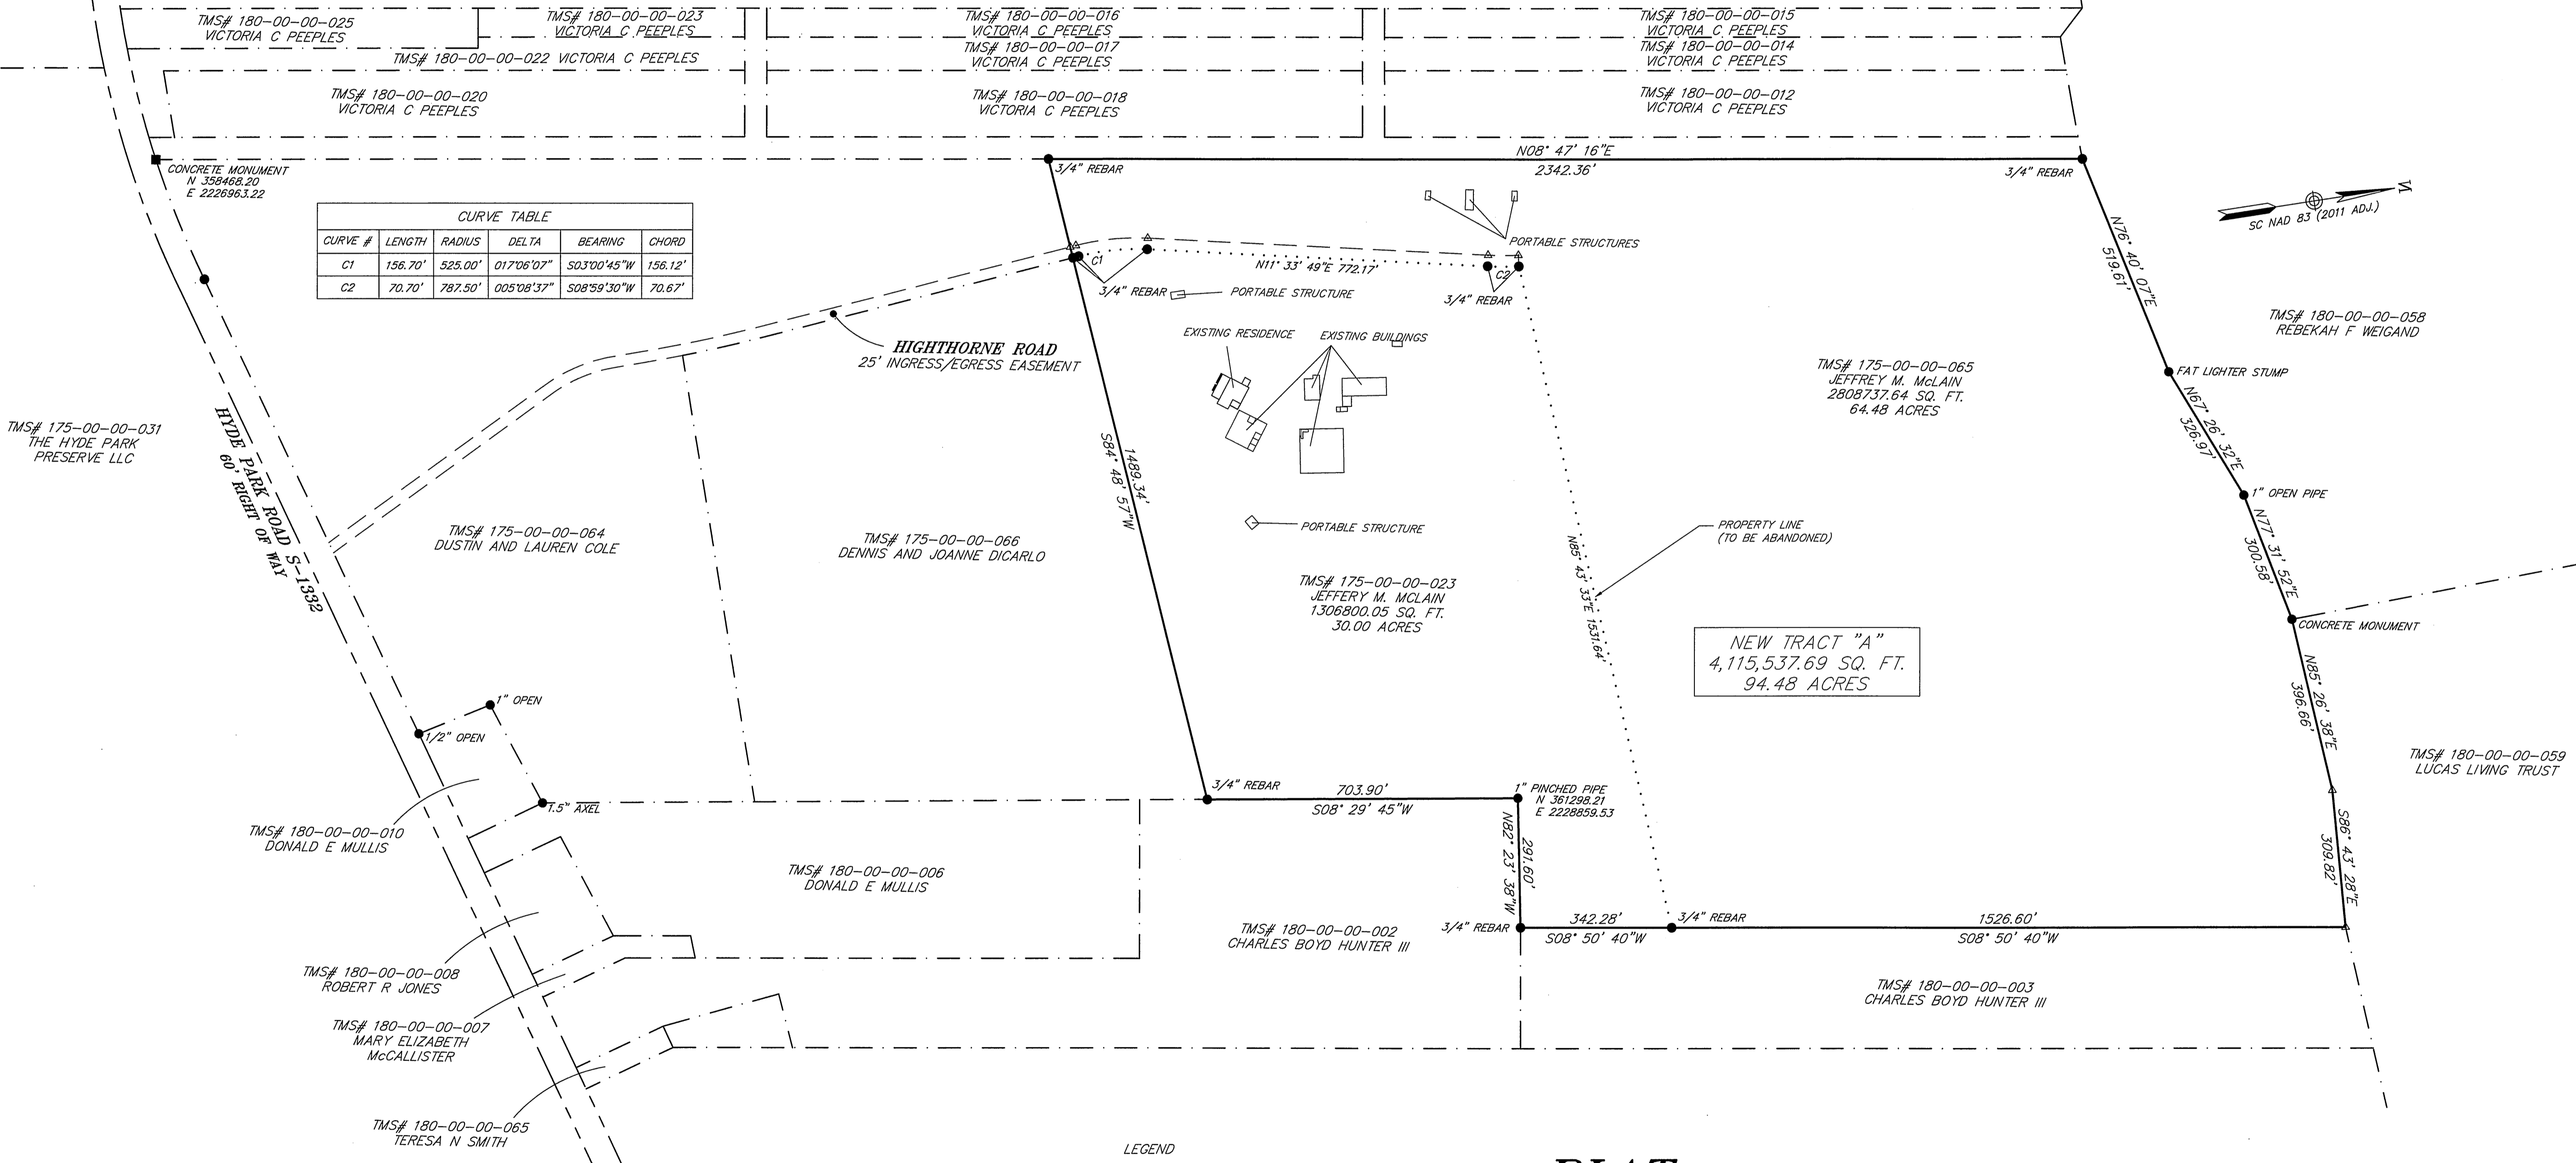 TMS# 180-00-00-025
VICTORIA C PEEPLES
TMS# 180-00-00-023
VICTORIA C PEEPLES
TMS# 180-00-00-022 VICTORIA C PEEPLES
TMS# 180-00-00-020
VICTORIA C PEEPLES
TMS# 180-00-00-016
VICTORIA C PEEPLES
TMS# 180-00-00-017
VICTORIA C PEEPLES
TMS# 180-00-00-018
VICTORIA C PEEPLES
TMS# 180-00-00-015
VICTORIA C PEEPLES
TMS# 180-00-00-014
VICTORIA C PEEPLES
TMS# 180-00-00-012
VICTORIA C PEEPLES
CONCRETE MONUMENT
N 358468.20
E 2226963.22
3/4" REBAR
N08° 47' 16"E
2342.36'
3/4" REBAR
N
SC NAD 83 (2011 ADJ.)
CURVE TABLE
CURVE # LENGTH RADIUS DELTA BEARING CHORD
C1 156.70' 525.00' 017°06'07" S03°00'45"W 156.12'
C2 70.70' 787.50' 005°08'37" S08°59'30"W 70.67'
PORTABLE STRUCTURES
C1
N11° 33' 49"E 772.17'
C2
3/4" REBAR
PORTABLE STRUCTURE
3/4" REBAR
EXISTING RESIDENCE
EXISTING BUILDINGS
HIGHTHORNE ROAD
25' INGRESS/EGRESS EASEMENT
N76° 40' 07"E
519.61'
TMS# 180-00-00-058
REBEKAH F WEIGAND
TMS# 175-00-00-065
JEFFREY M. McLAIN
2808737.64 SQ. FT.
64.48 ACRES
FAT LIGHTER STUMP
N67° 26' 32"E
326.97'
TMS# 175-00-00-031
THE HYDE PARK
PRESERVE LLC
HYDE PARK ROAD S-1332
60' RIGHT OF WAY
1489.34'
S84° 48' 57"W
1" OPEN PIPE
TMS# 175-00-00-064
DUSTIN AND LAUREN COLE
TMS# 175-00-00-066
DENNIS AND JOANNE DICARLO
PORTABLE STRUCTURE
N85° 43' 33"E 1531.64'
PROPERTY LINE
(TO BE ABANDONED)
N77° 31' 52"E
300.58'
TMS# 175-00-00-023
JEFFERY M. MCLAIN
1306800.05 SQ. FT.
30.00 ACRES
CONCRETE MONUMENT
NEW TRACT "A"
4,115,537.69 SQ. FT.
94.48 ACRES
N85° 26' 38"E
396.66'
1" OPEN
1/2" OPEN
1.5" AXEL
TMS# 180-00-00-059
LUCAS LIVING TRUST
3/4" REBAR
703.90'
S08° 29' 45"W
1" PINCHED PIPE
N 361298.21
E 2228859.53
TMS# 180-00-00-010
DONALD E MULLIS
TMS# 180-00-00-006
DONALD E MULLIS
291.60'
N82° 23' 38"W
S86° 43' 28"E
309.82'
TMS# 180-00-00-002
CHARLES BOYD HUNTER III
3/4" REBAR
342.28'
S08° 50' 40"W
3/4" REBAR
1526.60'
S08° 50' 40"W
TMS# 180-00-00-008
ROBERT R JONES
TMS# 180-00-00-003
CHARLES BOYD HUNTER III
TMS# 180-00-00-007
MARY ELIZABETH
McCALLISTER
TMS# 180-00-00-065
TERESA N SMITH
LEGEND
PLAT